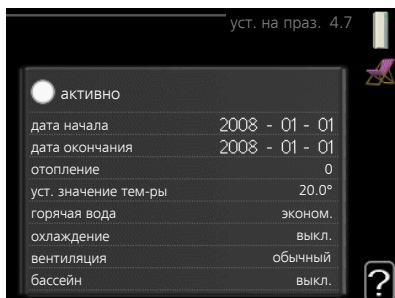 уст. на праз. 4.7
активно
дата начала 2008 - 01 - 01
дата окончания 2008 - 01 - 01
отопление 0
уст. значение тем-ры 20.0°
горячая вода эконом.
охлаждение выкл.
вентиляция обычный
бассейн выкл.
?